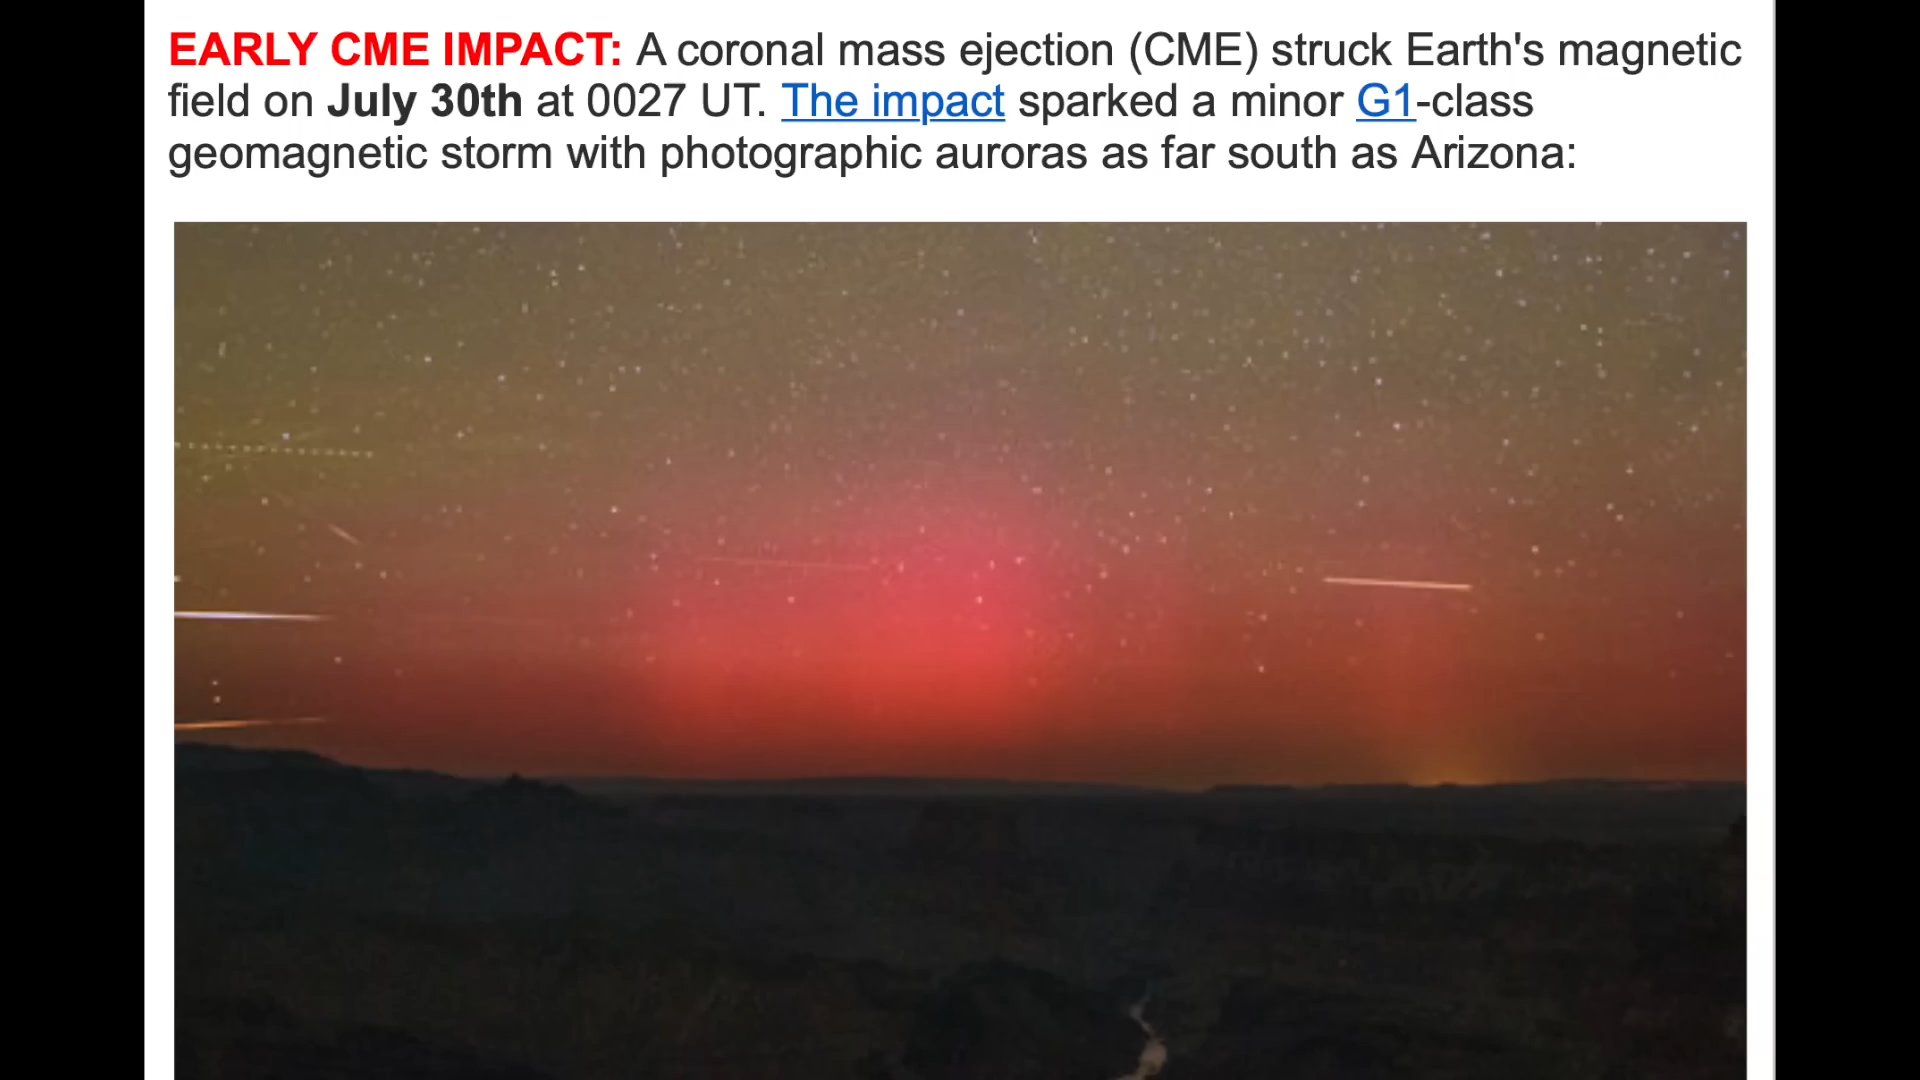 EARLY CME IMPACT: A coronal mass ejection (CME) struck Earth's magnetic
field on July 30th at 0027 UT. The impact sparked a minor G1-class
geomagnetic storm with photographic auroras as far south as Arizona: